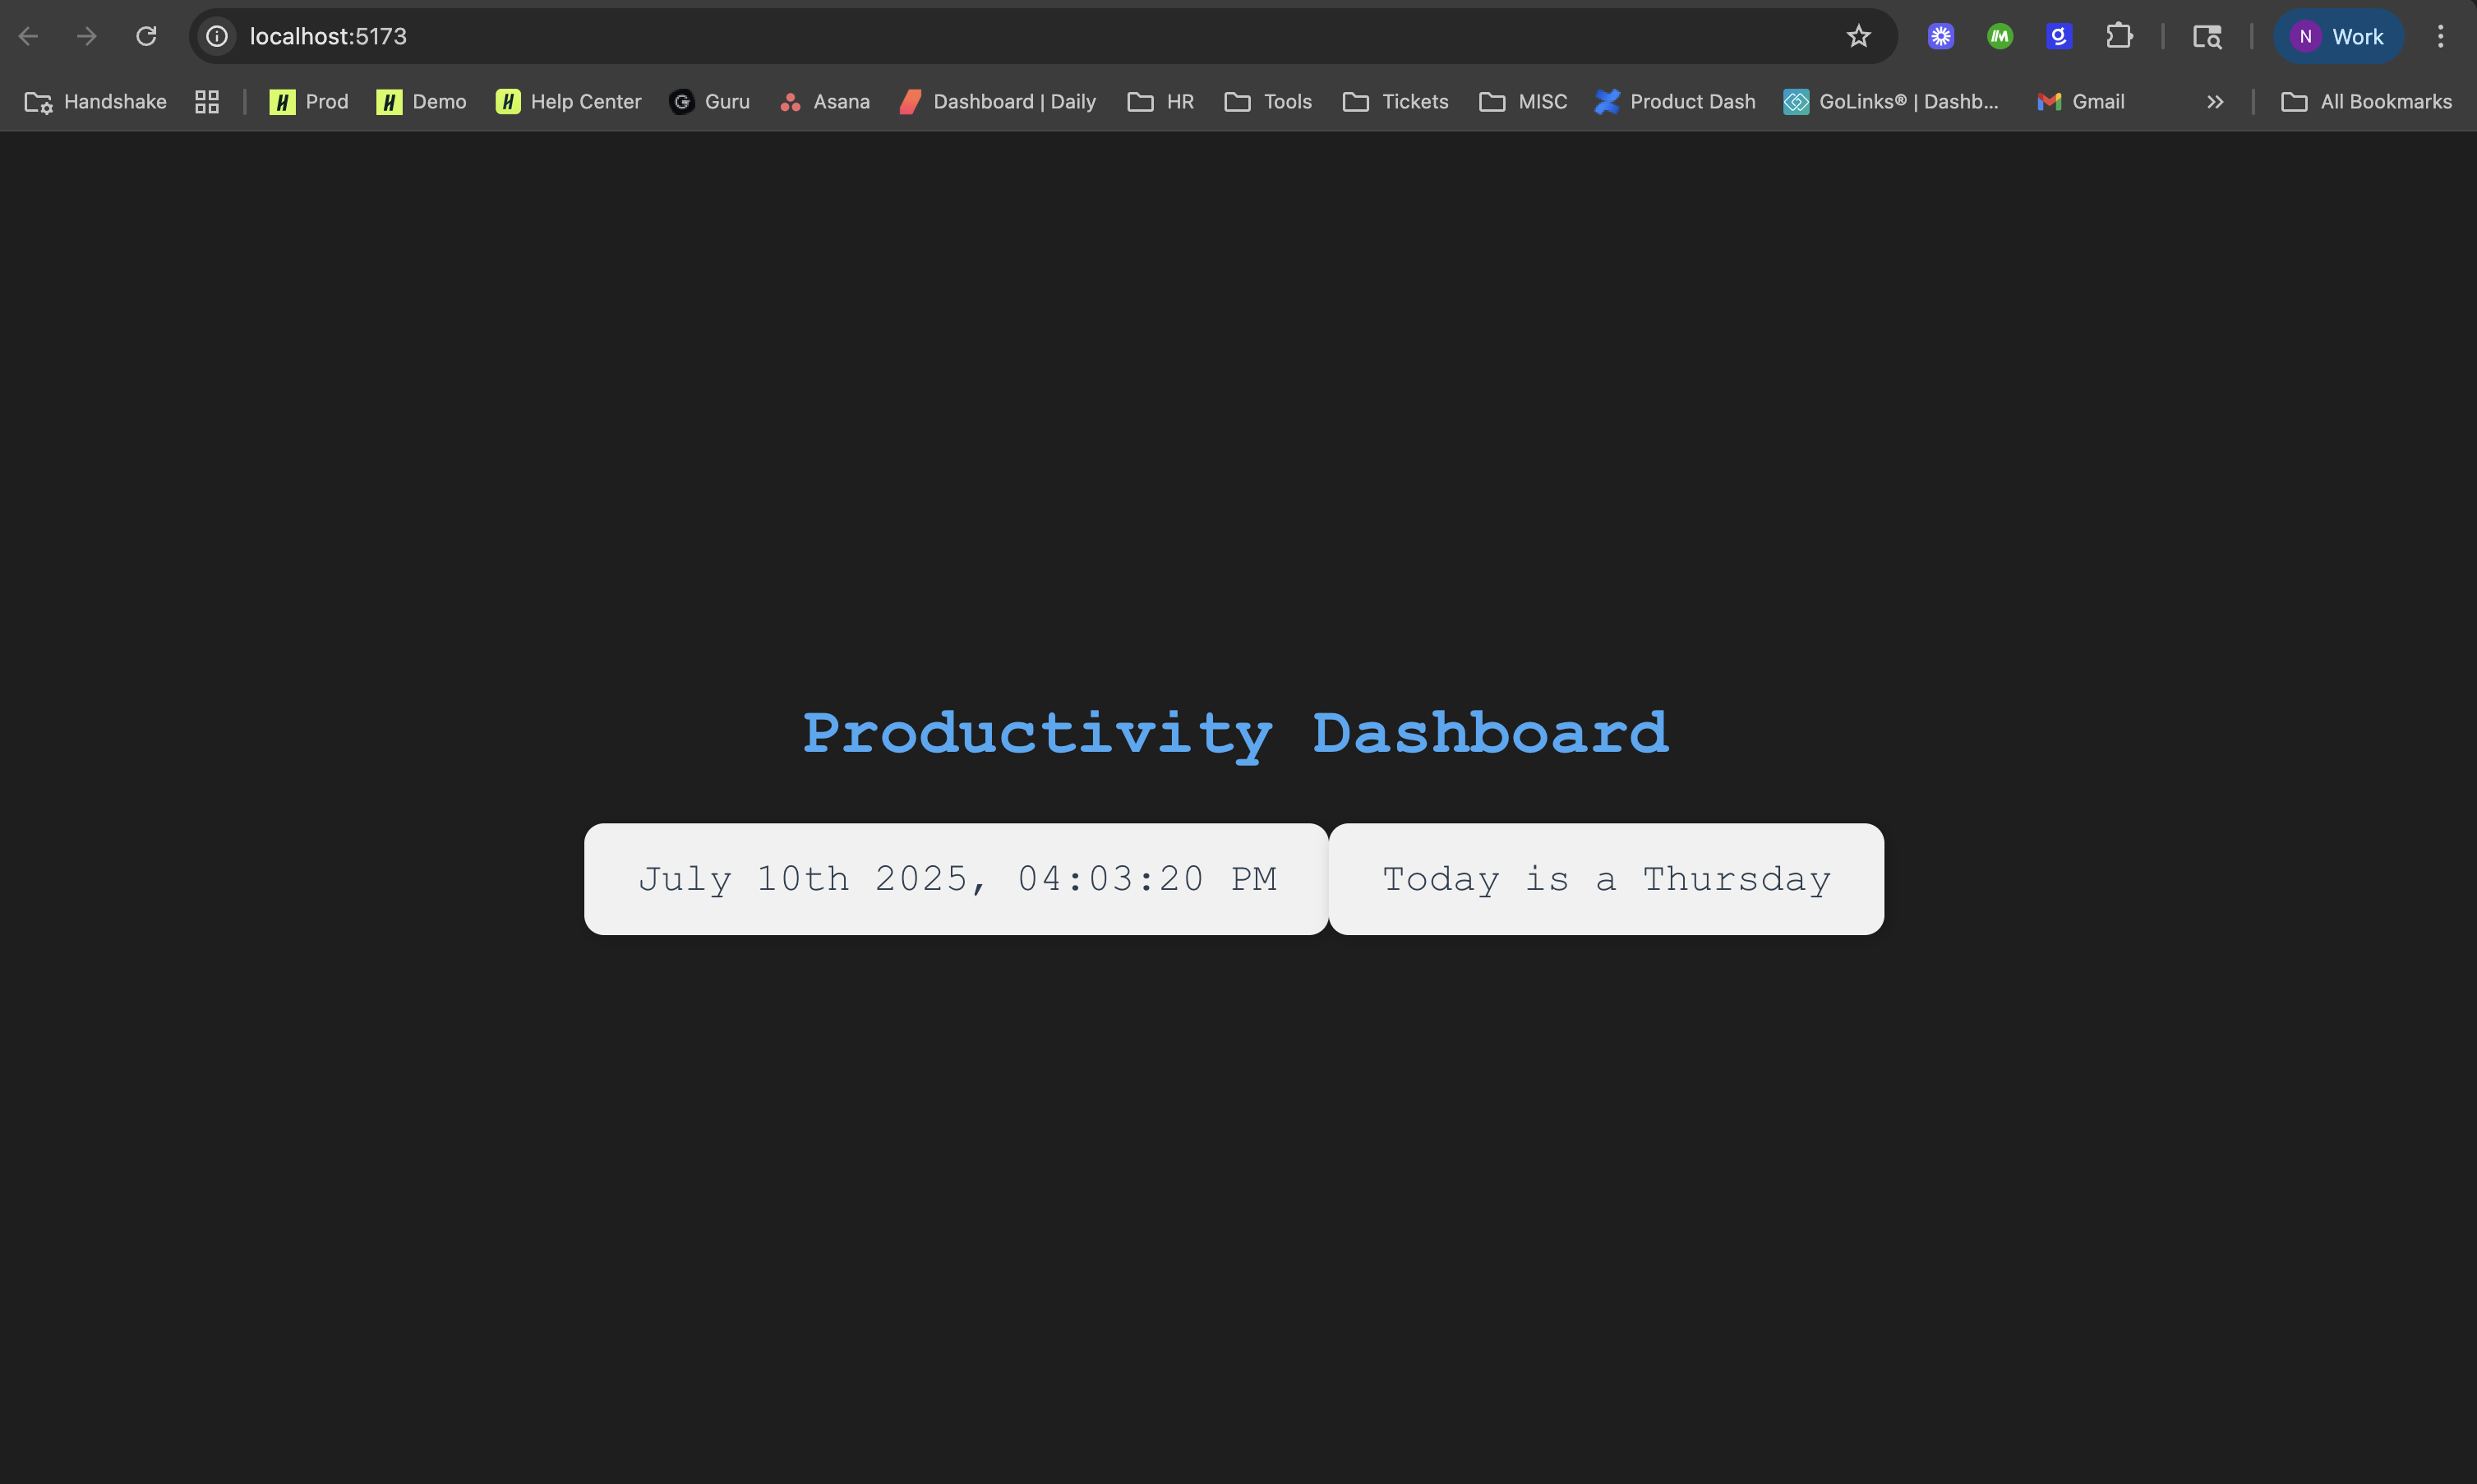 localhost:5173
N Work
Handshake Prod Demo Help Center Guru Asana Dashboard | Daily HR Tools Tickets MISC Product Dash GoLinks® | Dashb... Gmail All Bookmarks
Productivity Dashboard
July 10th 2025, 04:03:20 PM Today is a Thursday